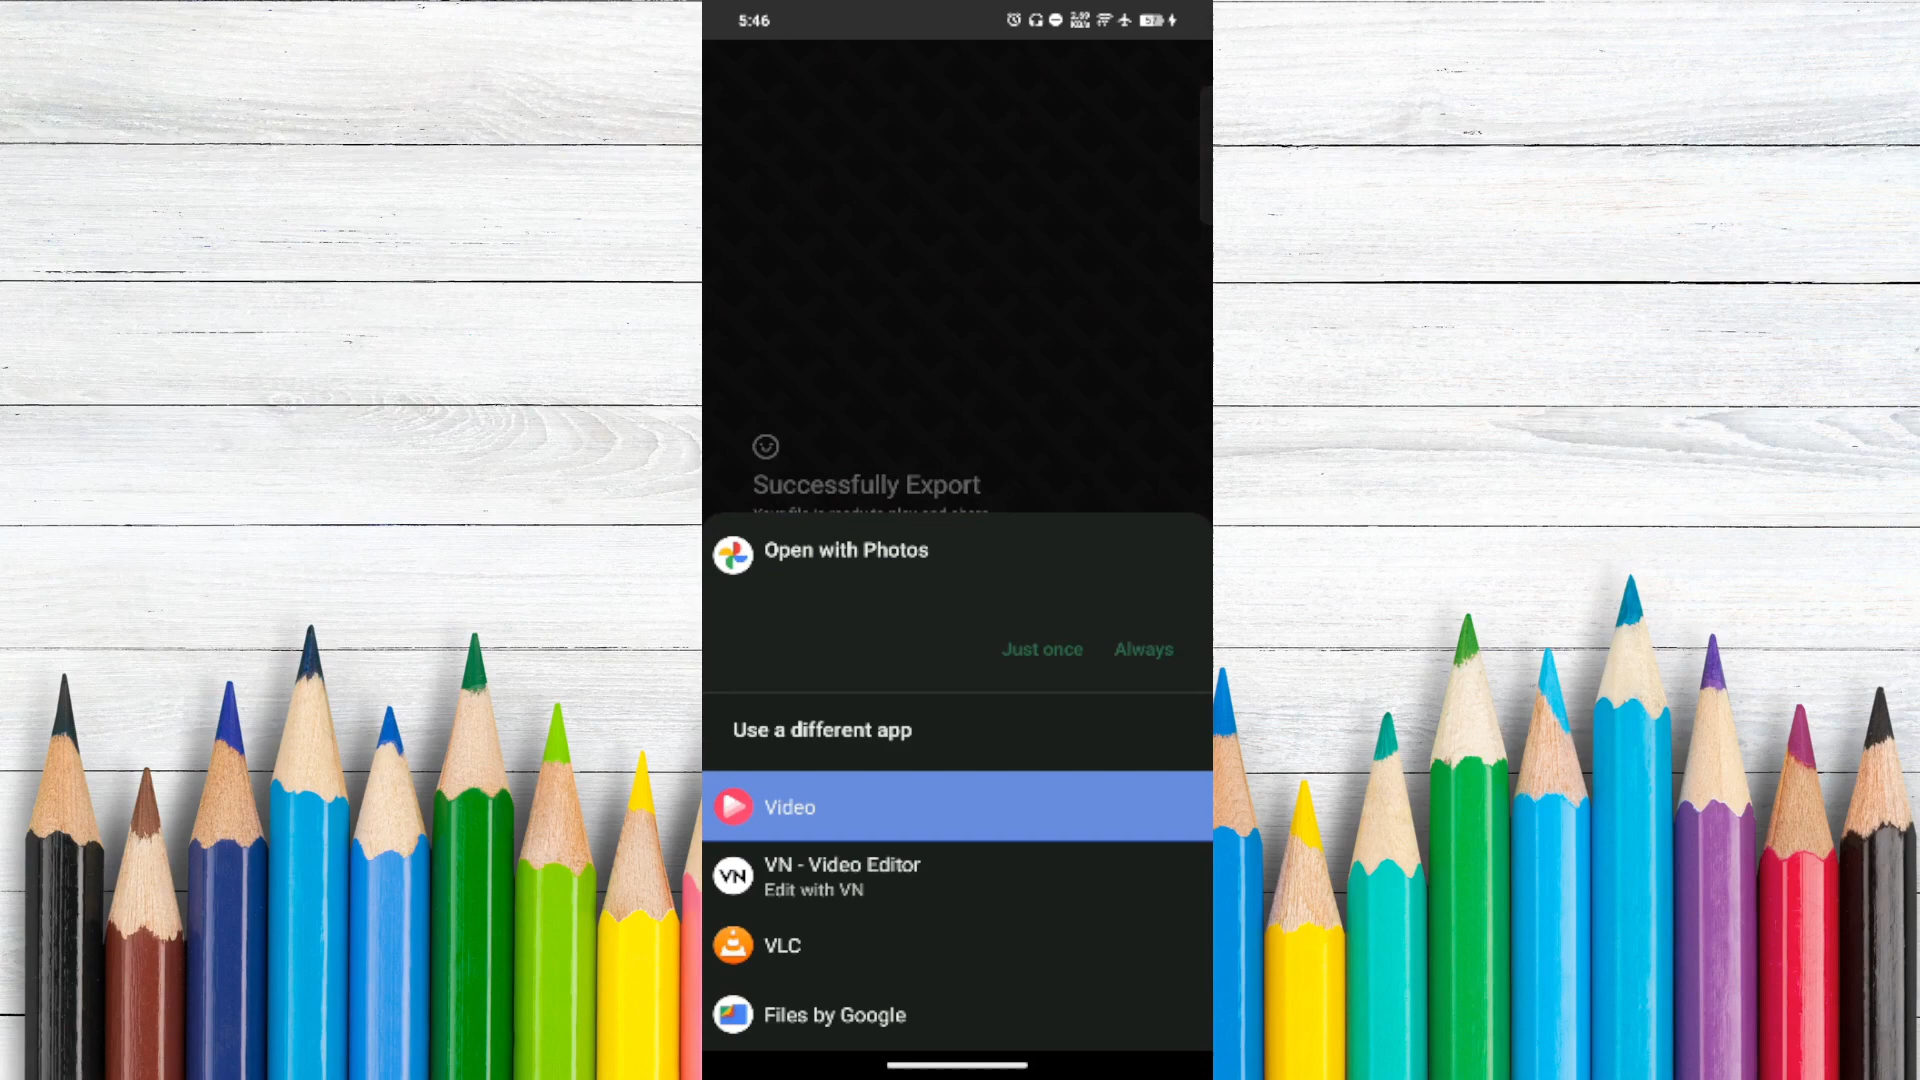 5:46
Successfully Export
Your file is ready to play and share
Open with Photos
Just once Always
Use a different app
Video
VN VN - Video Editor
Edit with VN
VLC
Files by Google